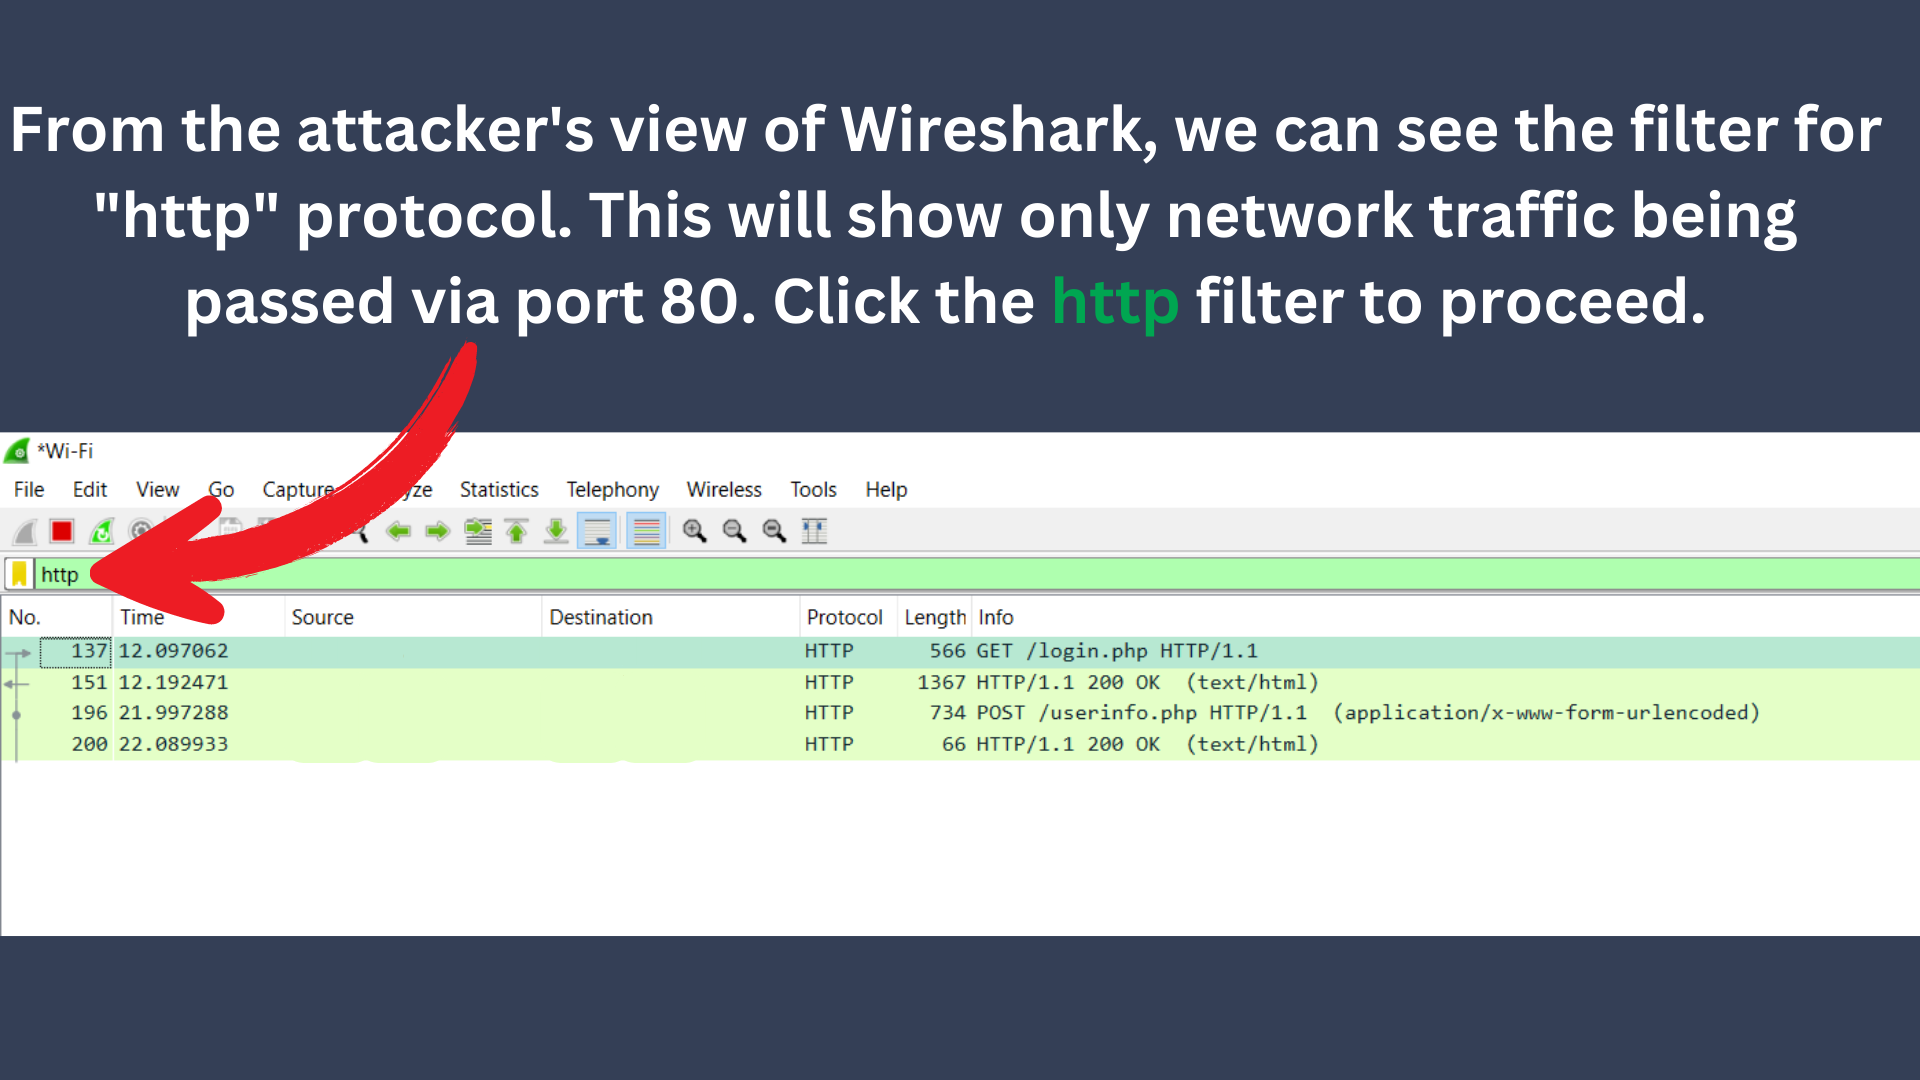 From the attacker's view of Wireshark, we can see the filter for
"http" protocol. This will show only network traffic being
passed via port 80. Click the http filter to proceed.
*Wi-Fi
File Edit View Go Capture Statistics Telephony Wireless Tools Help
http
No. Time Source Destination Protocol Length Info
137 12.097062 HTTP 566 GET /login.php HTTP/1.1
151 12.192471 HTTP 1367 HTTP/1.1 200 OK (text/html)
196 21.997288 HTTP 734 POST /userinfo.php HTTP/1.1 (application/x-www-form-urlencoded)
200 22.089933 HTTP 66 HTTP/1.1 200 OK (text/html)